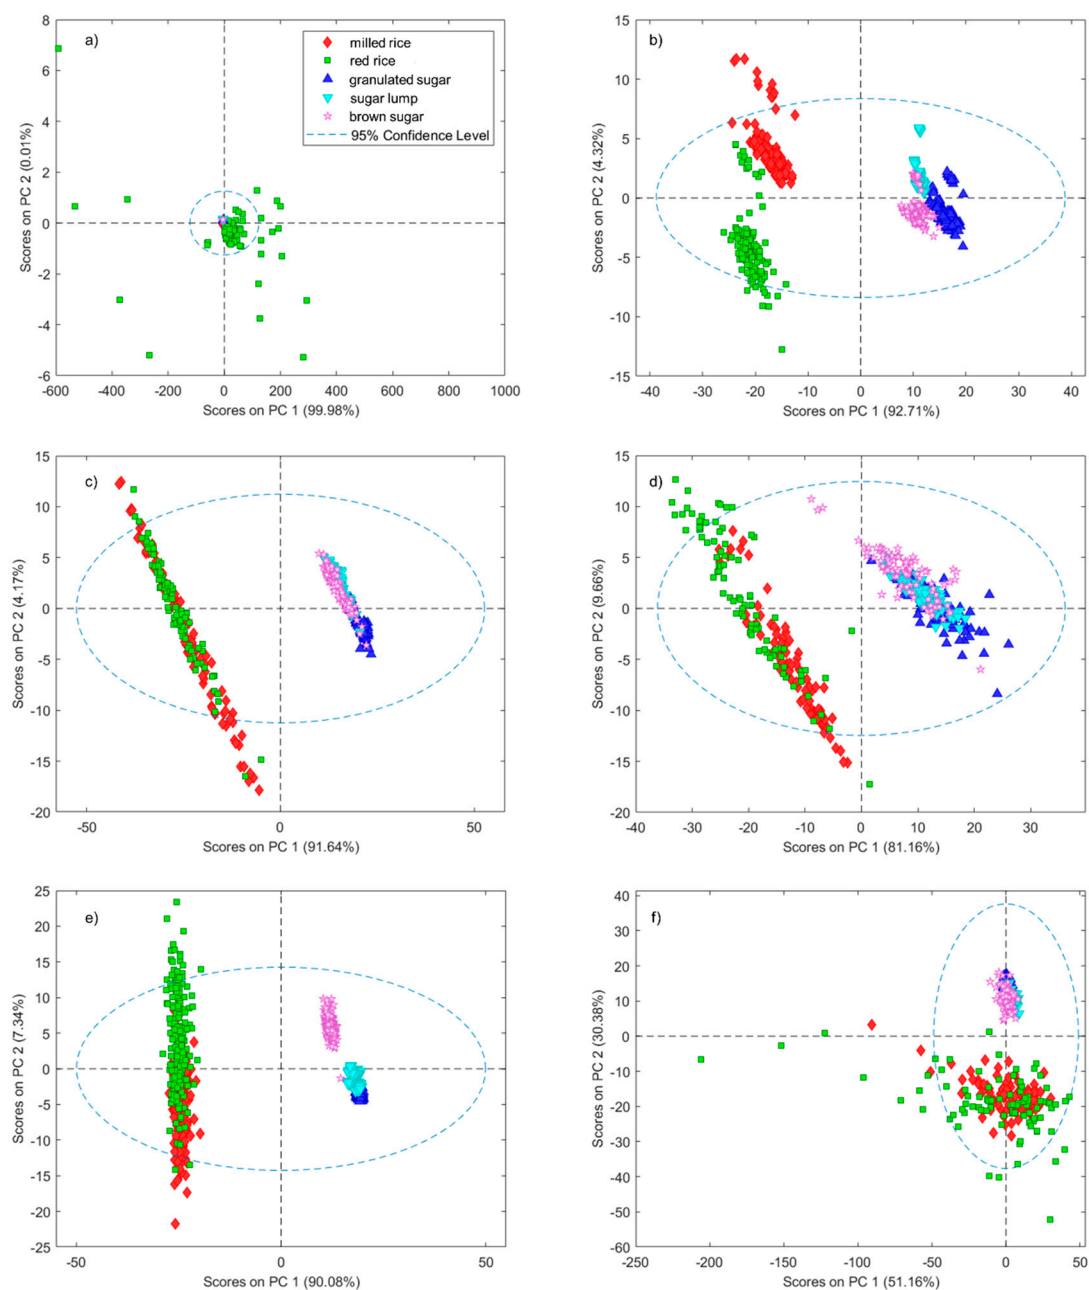 a)
milled rice
red rice
granulated sugar
sugar lump
brown sugar
95% Confidence Level
8
6
4
2
0
-2
-4
-6
-600 -400 -200 0 200 400 600 800 1000
Scores on PC 2 (0.01%)
Scores on PC 1 (99.98%)
b)
15
10
5
0
-5
-10
-15
-40 -30 -20 -10 0 10 20 30 40
Scores on PC 2 (4.32%)
Scores on PC 1 (92.71%)
c)
15
10
5
0
-5
-10
-15
-20
-50 0 50
Scores on PC 2 (4.17%)
Scores on PC 1 (91.64%)
d)
15
10
5
0
-5
-10
-15
-20
-40 -30 -20 -10 0 10 20 30
Scores on PC 2 (9.66%)
Scores on PC 1 (81.16%)
e)
25
20
15
10
5
0
-5
-10
-15
-20
-25
-50 0 50
Scores on PC 2 (7.34%)
Scores on PC 1 (90.08%)
f)
40
30
20
10
0
-10
-20
-30
-40
-50
-60
-250 -200 -150 -100 -50 0 50
Scores on PC 2 (30.38%)
Scores on PC 1 (51.16%)